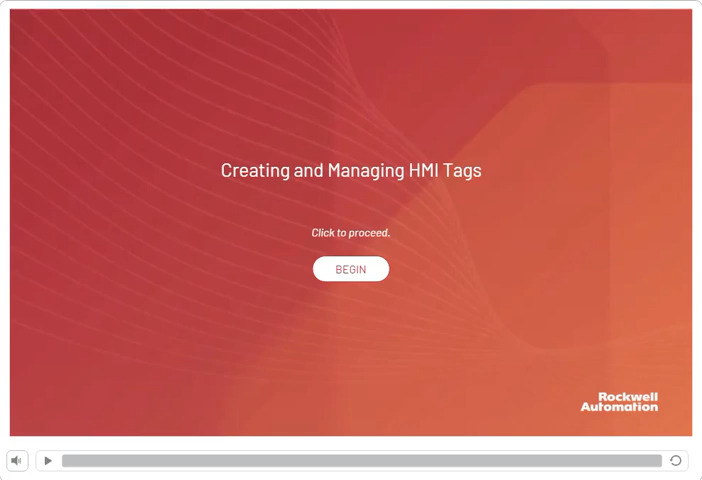 Creating and Managing HMI Tags
Click to proceed.
BEGIN
Rockwell
Automation